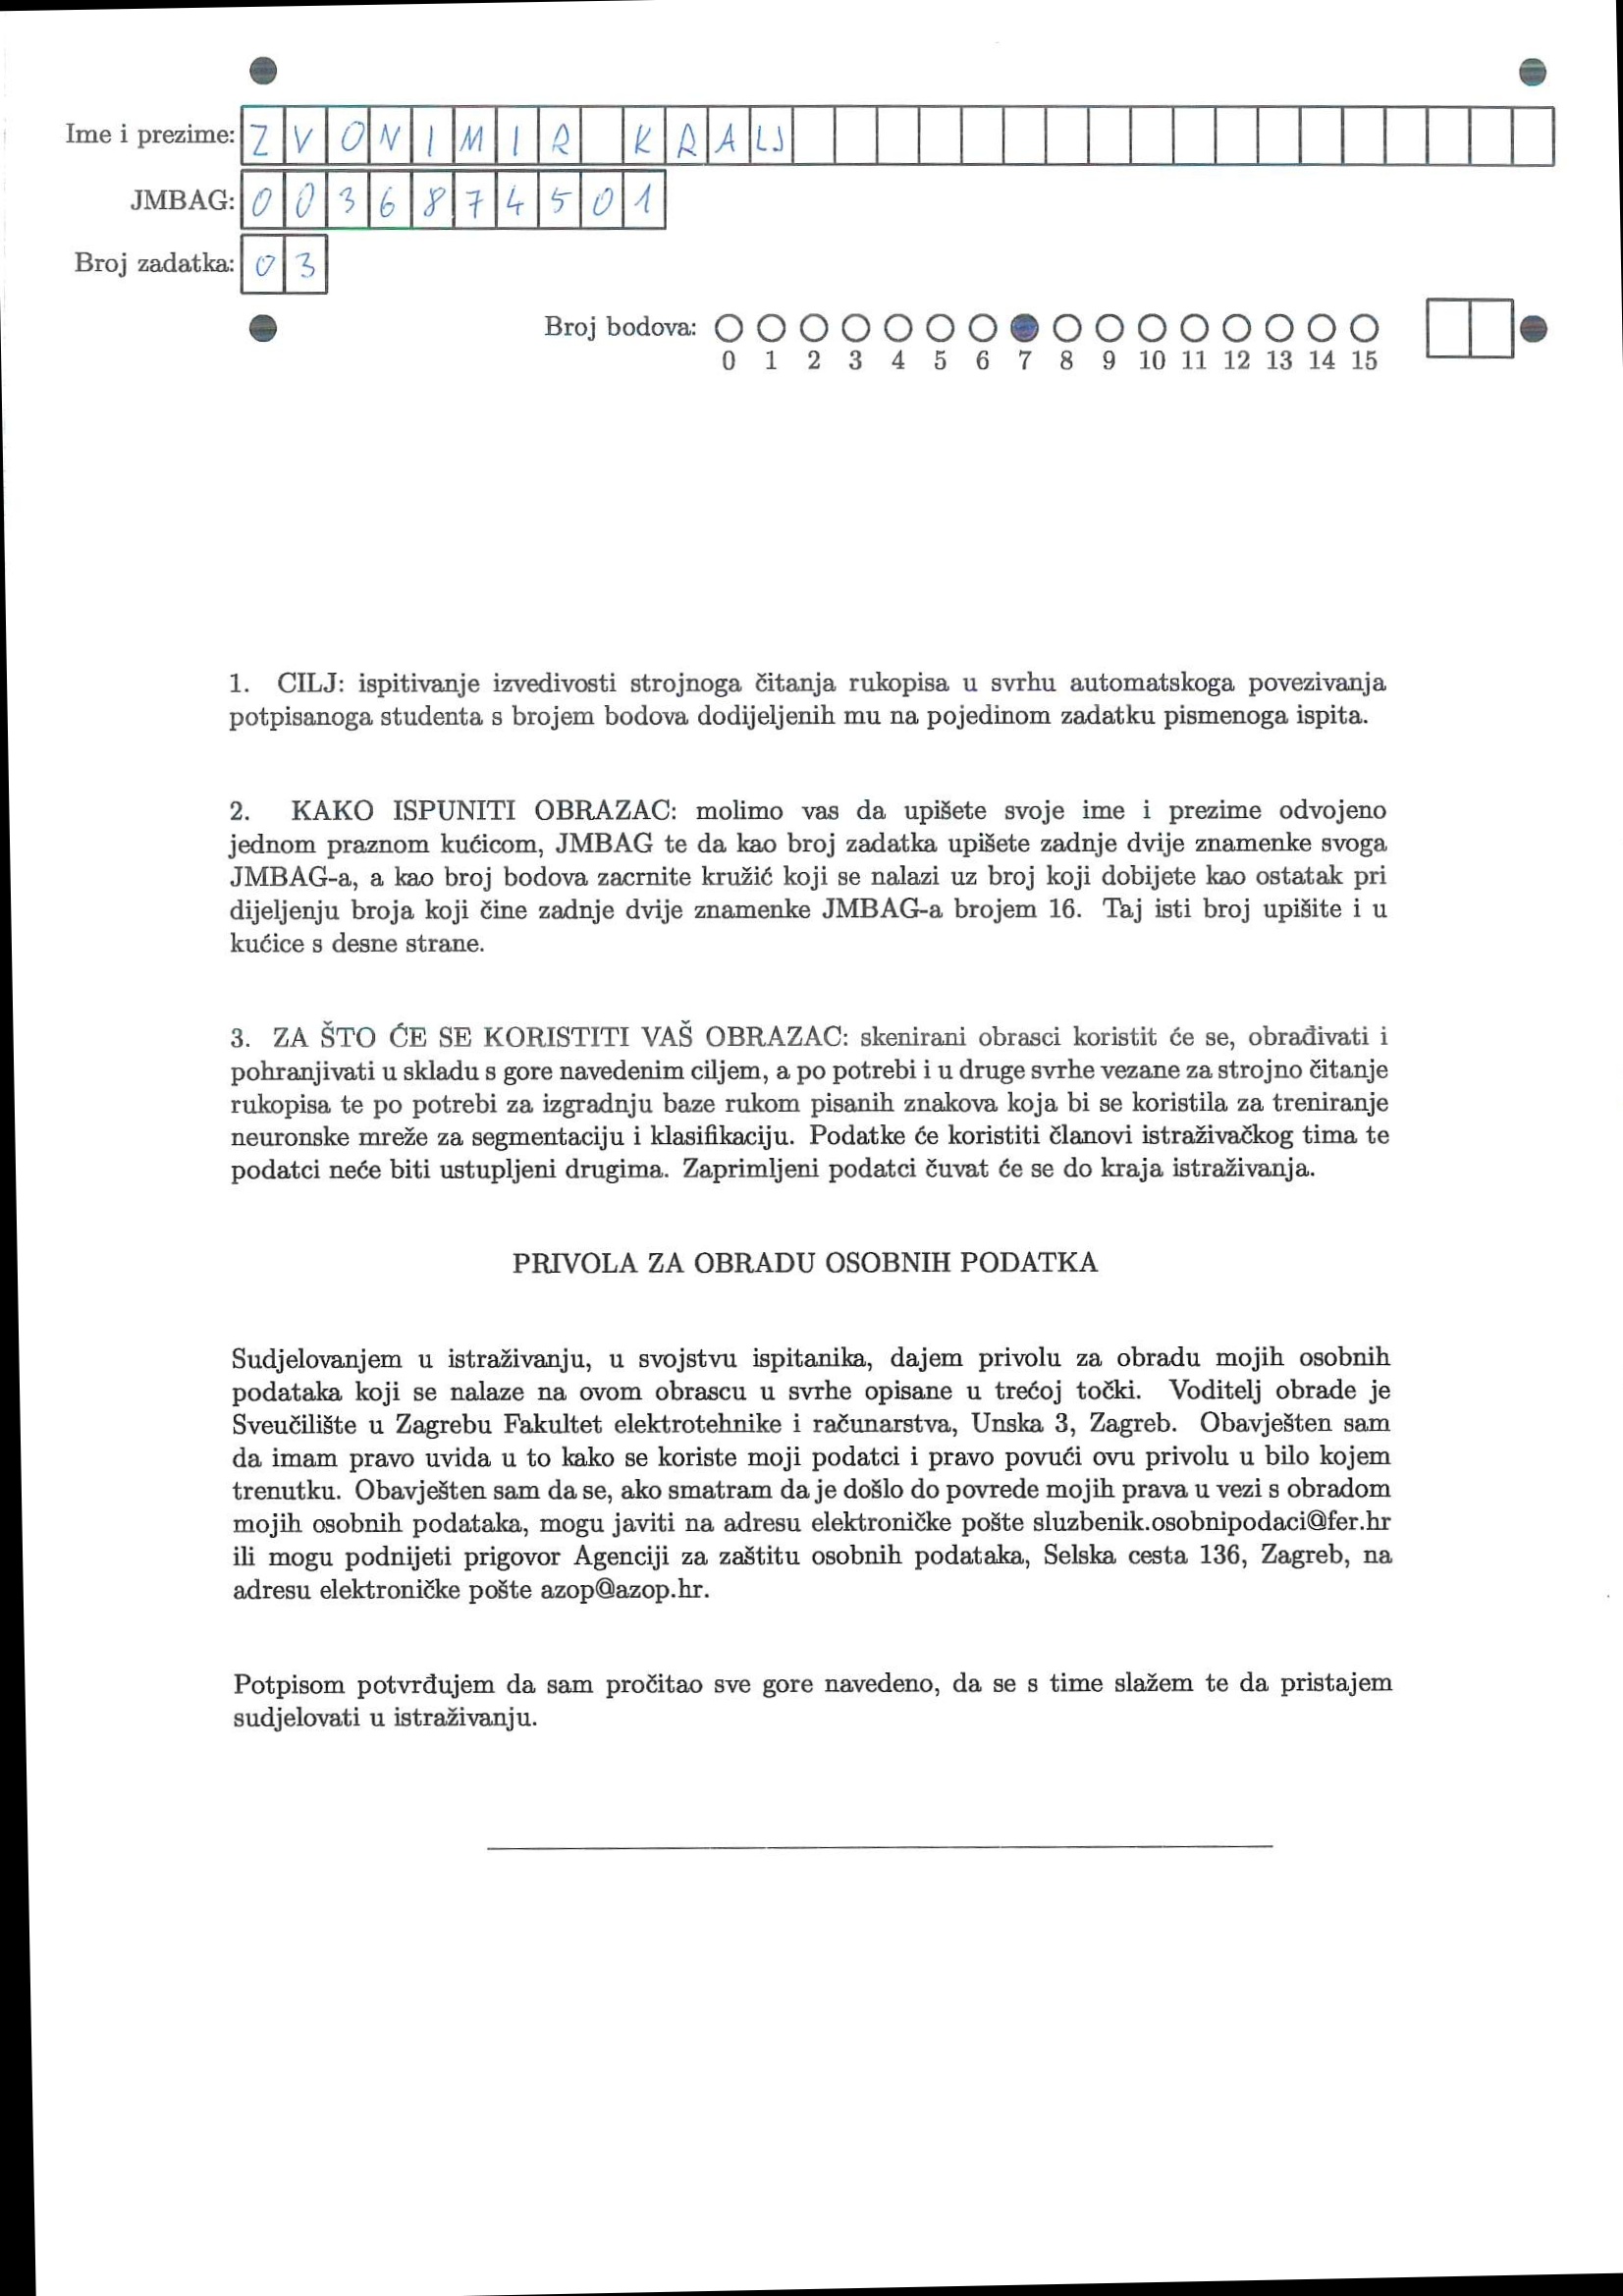 Ime i prezime: ZVONIMIR KRALJ
JMBAG: 0036874501
Broj zadatka: 03
Broj bodova:
0 1 2 3 4 5 6 7 8 9 10 11 12 13 14 15
1. CILJ: ispitivanje izvedivosti strojnoga čitanja rukopisa u svrhu automatskoga povezivanja
potpisanoga studenta s brojem bodova dodijeljenih mu na pojedinom zadatku pismenoga ispita.
2. KAKO ISPUNITI OBRAZAC: molimo vas da upišete svoje ime i prezime odvojeno
jednom praznom kućicom, JMBAG te da kao broj zadatka upišete zadnje dvije znamenke svoga
JMBAG-a, a kao broj bodova zacrnite kružić koji se nalazi uz broj koji dobijete kao ostatak pri
dijeljenju broja koji čine zadnje dvije znamenke JMBAG-a brojem 16. Taj isti broj upišite i u
kućice s desne strane.
3. ZA ŠTO ĆE SE KORISTITI VAŠ OBRAZAC: skenirani obrasci koristit će se, obrađivati i
pohranjivati u skladu s gore navedenim ciljem, a po potrebi i u druge svrhe vezane za strojno čitanje
rukopisa te po potrebi za izgradnju baze rukom pisanih znakova koja bi se koristila za treniranje
neuronske mreže za segmentaciju i klasifikaciju. Podatke će koristiti članovi istraživačkog tima te
podatci neće biti ustupljeni drugima. Zaprimljeni podatci čuvat će se do kraja istraživanja.
PRIVOLA ZA OBRADU OSOBNIH PODATKA
Sudjelovanjem u istraživanju, u svojstvu ispitanika, dajem privolu za obradu mojih osobnih
podataka koji se nalaze na ovom obrascu u svrhe opisane u trećoj točki. Voditelj obrade je
Sveučilište u Zagrebu Fakultet elektrotehnike i računarstva, Unska 3, Zagreb. Obavješten sam
da imam pravo uvida u to kako se koriste moji podatci i pravo povući ovu privolu u bilo kojem
trenutku. Obavješten sam da se, ako smatram da je došlo do povrede mojih prava u vezi s obradom
mojih osobnih podataka, mogu javiti na adresu elektroničke pošte sluzbenik.osobnipodaci@fer.hr
ili mogu podnijeti prigovor Agenciji za zaštitu osobnih podataka, Selska cesta 136, Zagreb, na
adresu elektroničke pošte azop@azop.hr.
Potpisom potvrđujem da sam pročitao sve gore navedeno, da se s time slažem te da pristajem
sudjelovati u istraživanju.